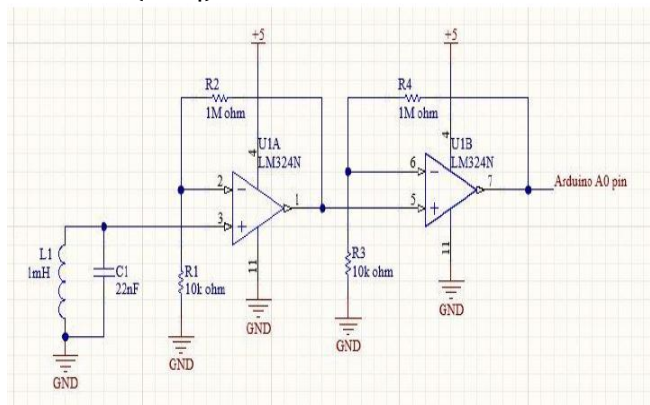 +5
+5
R2
1M ohm
R4
1M ohm
4
U1A
LM324N
4
U1B
LM324N
2
3
1
6
5
7
Arduino A0 pin
11
11
L1
1mH
C1
22nF
R1
10k ohm
R3
10k ohm
GND
GND
GND
GND
GND